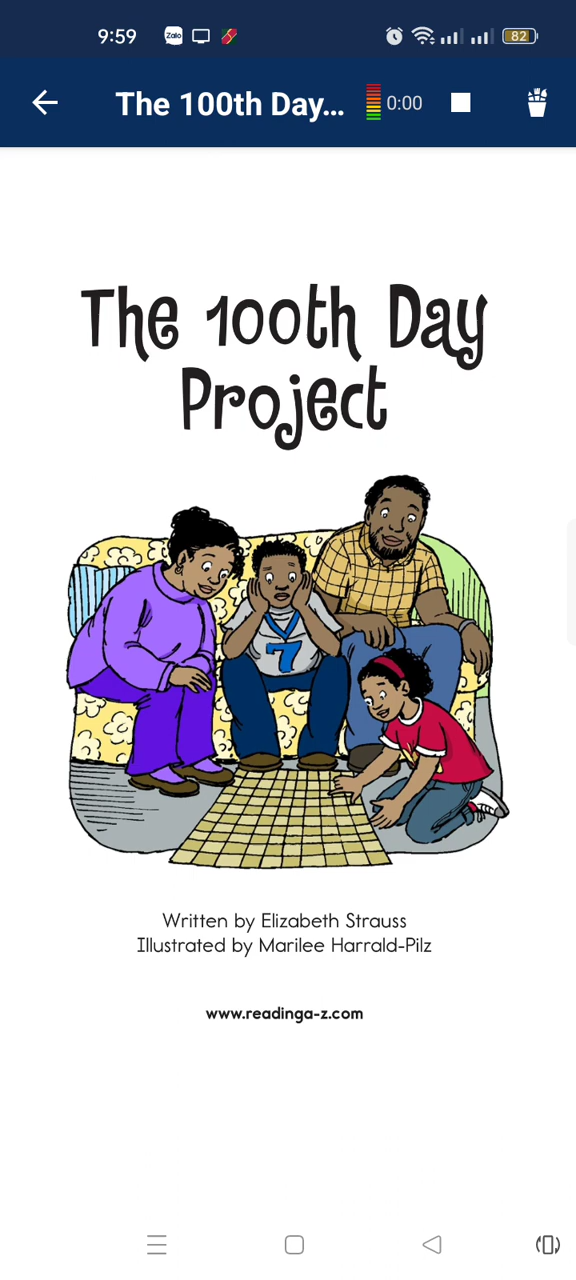 9:59
Zalo
82
The 100th Day...
0:00
The 100th Day
Project
7
Written by Elizabeth Strauss
Illustrated by Marilee Harrald-Pilz
www.readinga-z.com